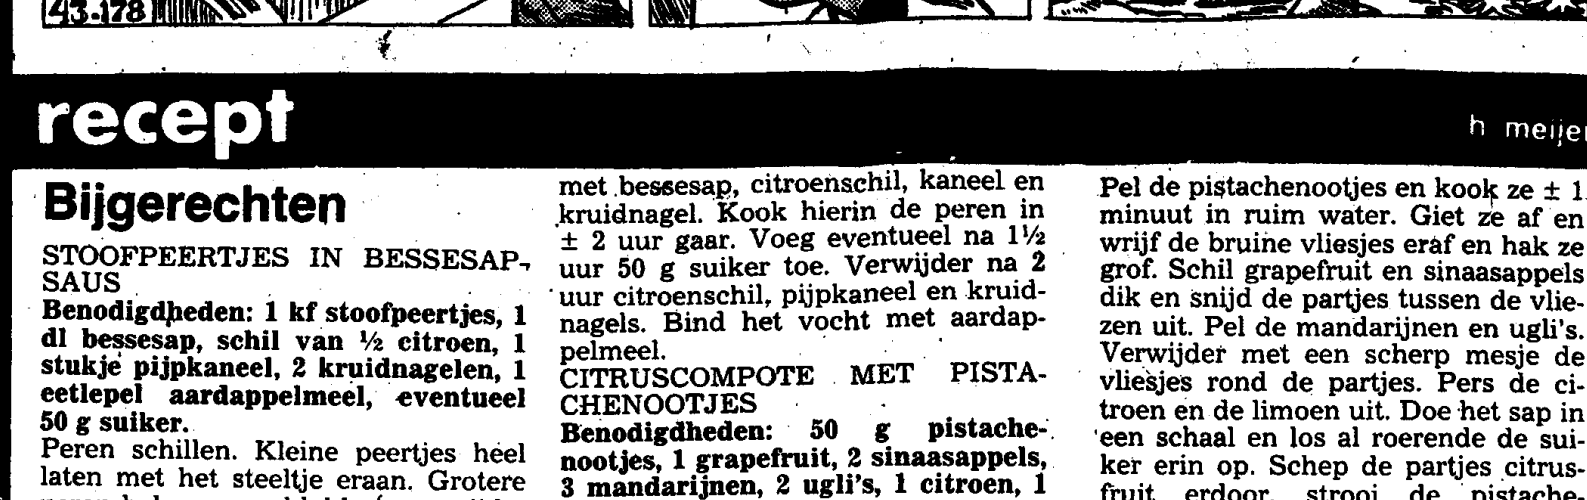 43-178
recept
h meije
Bijgerechten
STOOFPEERTJES IN BESSESAP-
SAUS
Benodigdheden: 1 kf stoofpeertjes, 1
dl bessesap, schil van ½ citroen, 1
stukje pijpkaneel, 2 kruidnagelen, 1
eetlepel aardappelmeel, eventueel
50 g suiker.
Peren schillen. Kleine peertjes heel
laten met het steeltje eraan. Grotere
met bessesap, citroenschil, kaneel en
kruidnagel. Kook hierin de peren in
± 2 uur gaar. Voeg eventueel na 1½
uur 50 g suiker toe. Verwijder na 2
uur citroenschil, pijpkaneel en kruid-
nagels. Bind het vocht met aardap-
pelmeel.
CITRUSCOMPOTE MET PISTA-
CHENOOTJES
Benodigdheden: 50 g pistache-
nootjes, 1 grapefruit, 2 sinaasappels,
3 mandarijnen, 2 ugli's, 1 citroen, 1
Pel de pistachenootjes en kook ze ± 1
minuut in ruim water. Giet ze af en
wrijf de bruine vliesjes eraf en hak ze
grof. Schil grapefruit en sinaasappels
dik en snijd de partjes tussen de vlie-
zen uit. Pel de mandarijnen en ugli's.
Verwijder met een scherp mesje de
vliesjes rond de partjes. Pers de ci-
troen en de limoen uit. Doe het sap in
een schaal en los al roerende de sui-
ker erin op. Schep de partjes citrus-
fruit erdoor, strooi de pistache-